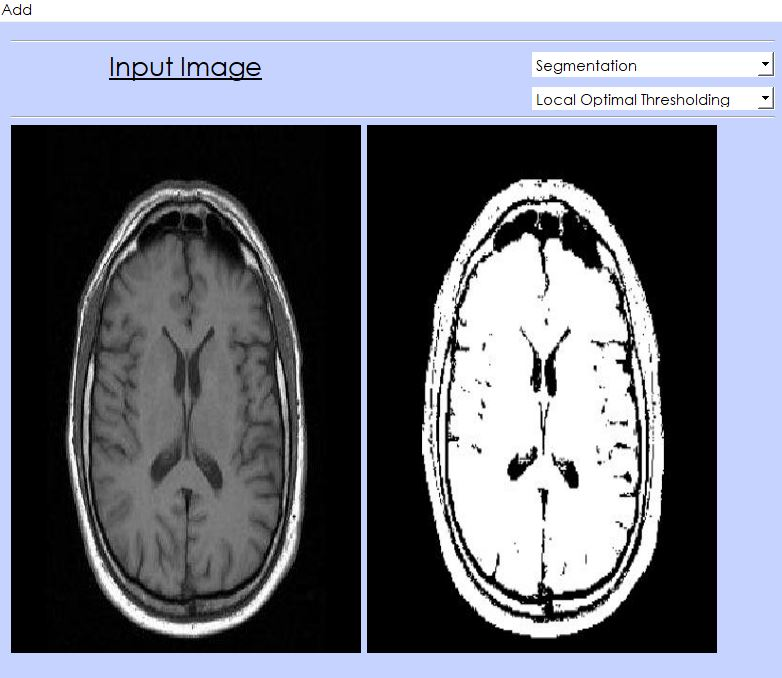 Add
Input Image
Segmentation
Local Optimal Thresholding